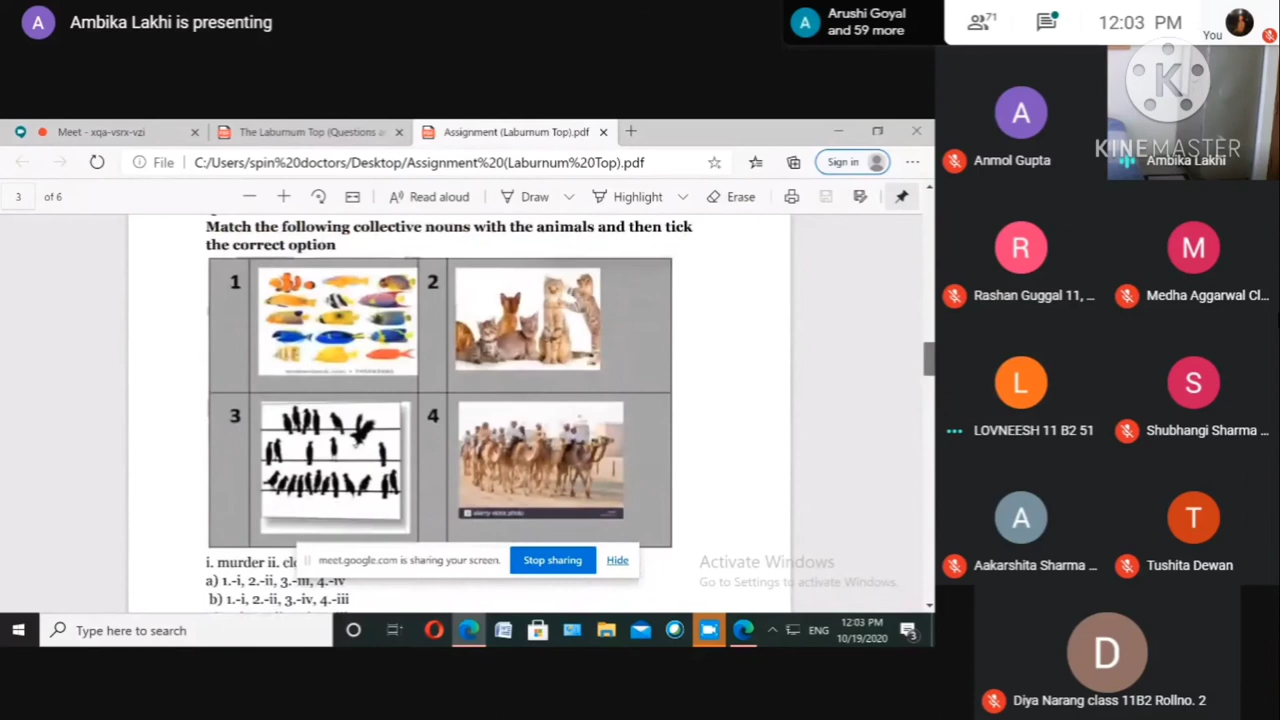 A Ambika Lakhi is presenting
A Arushi Goyal
and 59 more
71
12:03 PM
You
Meet - xqa-vsrx-vzi
The Laburnum Top (Questions a
Assignment (Laburnum Top).pdf
File C:/Users/spin%20doctors/Desktop/Assignment%20(Laburnum%20Top).pdf
Sign in
3 of 6
Read aloud Draw Highlight Erase
Match the following collective nouns with the animals and then tick
the correct option
1 2
3 4
i. murder ii. clo
meet.google.com is sharing your screen. Stop sharing Hide
a) 1.-i, 2.-ii, 3.-iii, 4.-iv
b) 1.-i, 2.-ii, 3.-iv, 4.-iii
Activate Windows
Go to Settings to activate Windows.
Type here to search
ENG
12:03 PM
10/19/2020
3
A
Anmol Gupta
K
KINEMASTER
Ambika Lakhi
R
Rashan Guggal 11, ...
M
Medha Aggarwal Cl...
L
LOVNEESH 11 B2 51
S
Shubhangi Sharma ...
A
Aakarshita Sharma ...
T
Tushita Dewan
D
Diya Narang class 11B2 Rollno. 2